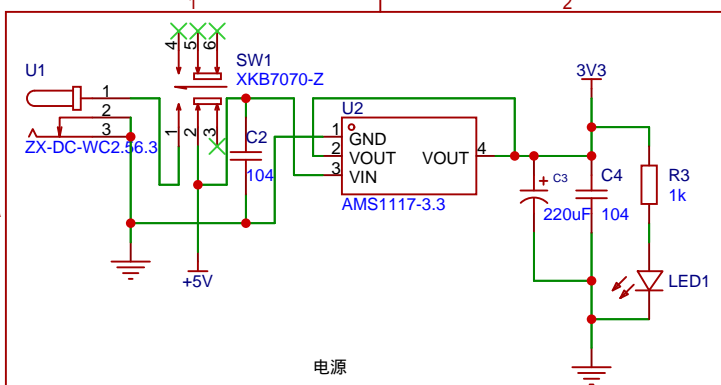 1
2
4
5
6
SW1
XKB7070-Z
U1
1
2
3
ZX-DC-WC2.56.3
1
2
3
C2
104
U2
1
GND
2
VOUT
3
VIN
VOUT
4
AMS1117-3.3
+5V
3V3
C3
+
220uF
C4
104
R3
1k
LED1
电源